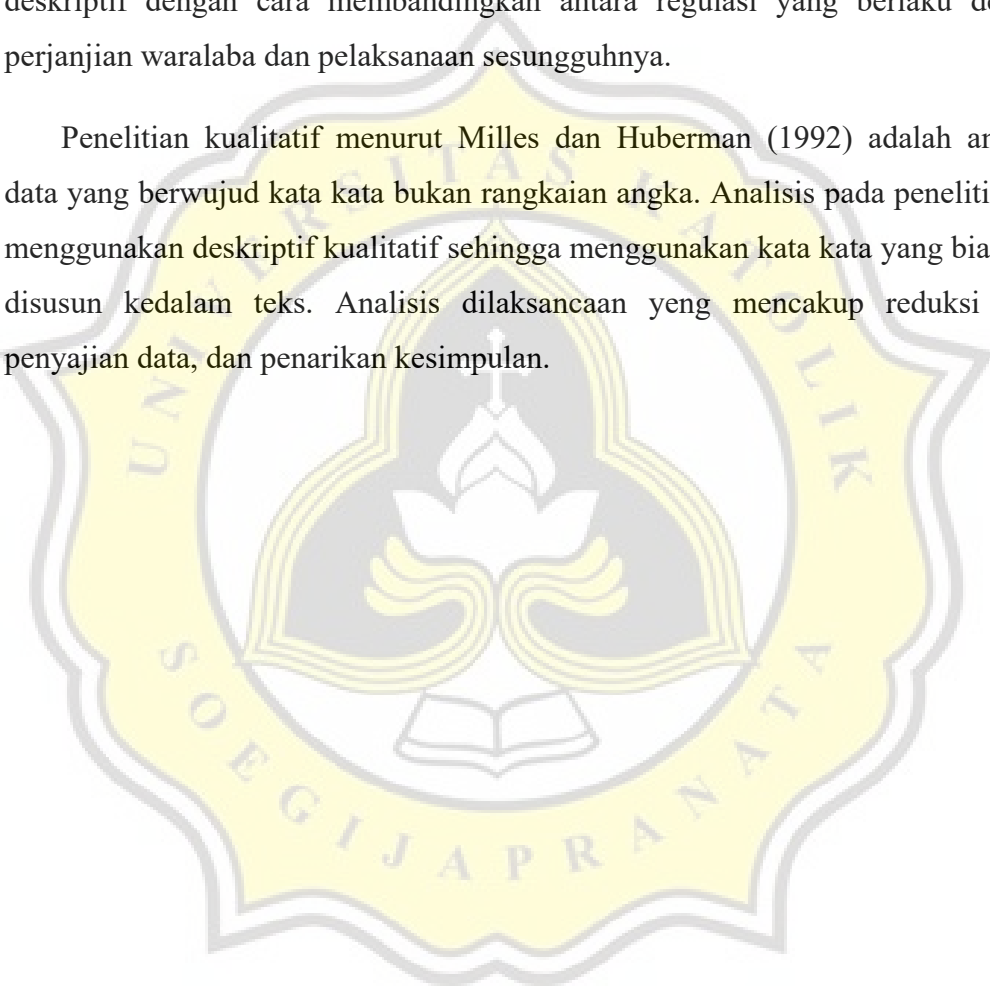 deskriptif dengan cara membandingkan antara regulasi yang berlaku de
perjanjian waralaba dan pelaksanaan sesungguhnya.
Penelitian kualitatif menurut Milles dan Huberman (1992) adalah an
data yang berwujud kata kata bukan rangkaian angka. Analisis pada peneliti
menggunakan deskriptif kualitatif sehingga menggunakan kata kata yang bia
disusun kedalam teks. Analisis dilaksancaan yeng mencakup reduksi
penyajian data, dan penarikan kesimpulan.
UNIVERSITAS KATOLIK
SOEGIJAPRANATA